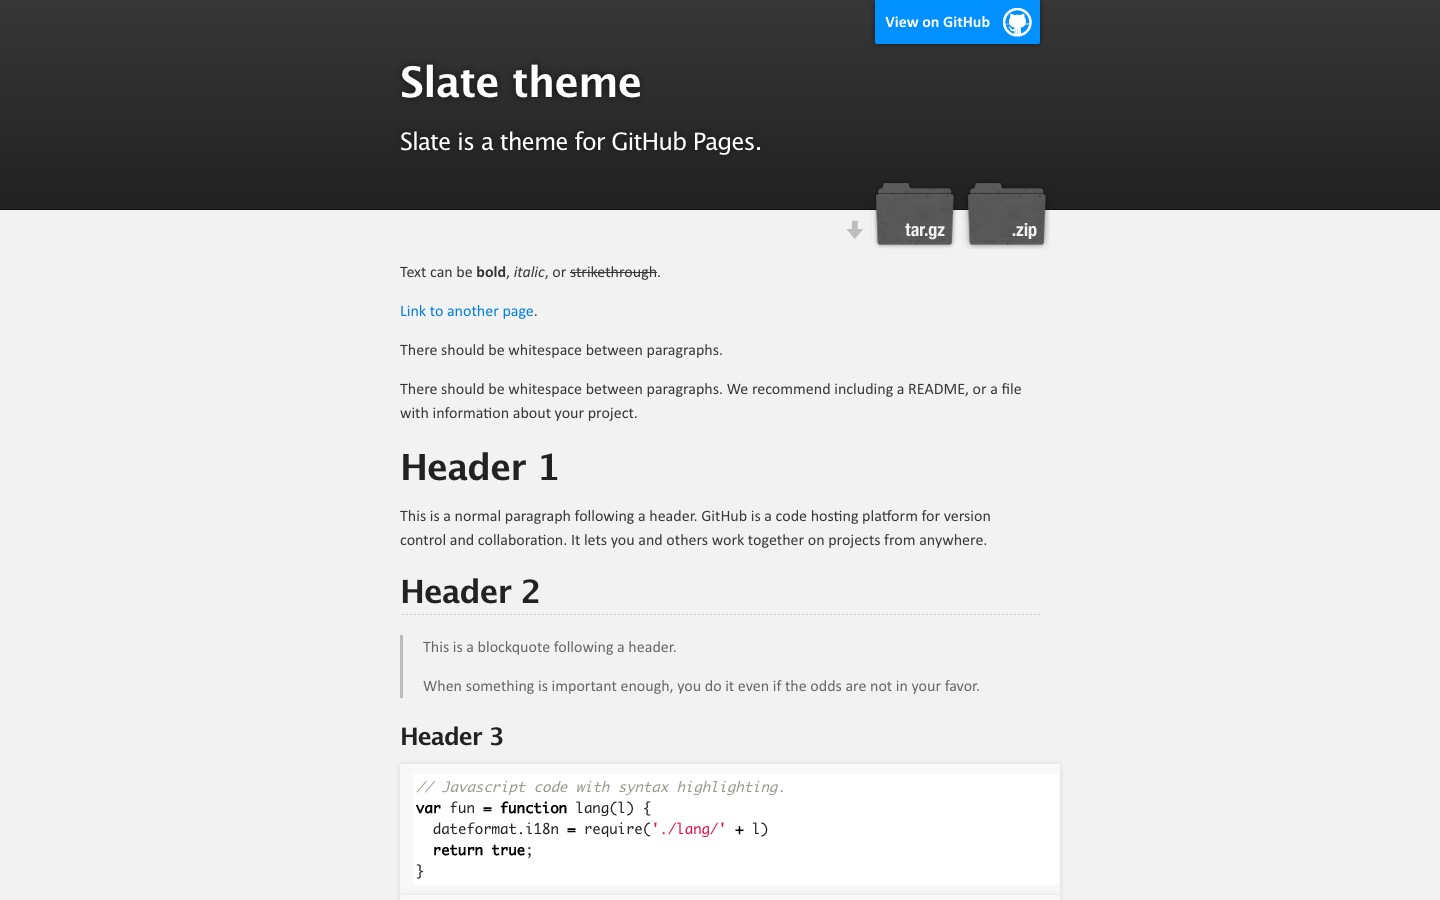 View on GitHub
Slate theme
Slate is a theme for GitHub Pages.
tar.gz
.zip
Text can be bold, italic, or strikethrough.
Link to another page.
There should be whitespace between paragraphs.
There should be whitespace between paragraphs. We recommend including a README, or a file
with information about your project.
Header 1
This is a normal paragraph following a header. GitHub is a code hosting platform for version
control and collaboration. It lets you and others work together on projects from anywhere.
Header 2
This is a blockquote following a header.
When something is important enough, you do it even if the odds are not in your favor.
Header 3
// Javascript code with syntax highlighting.
var fun = function lang(l) {
  dateformat.i18n = require('./lang/' + l)
  return true;
}